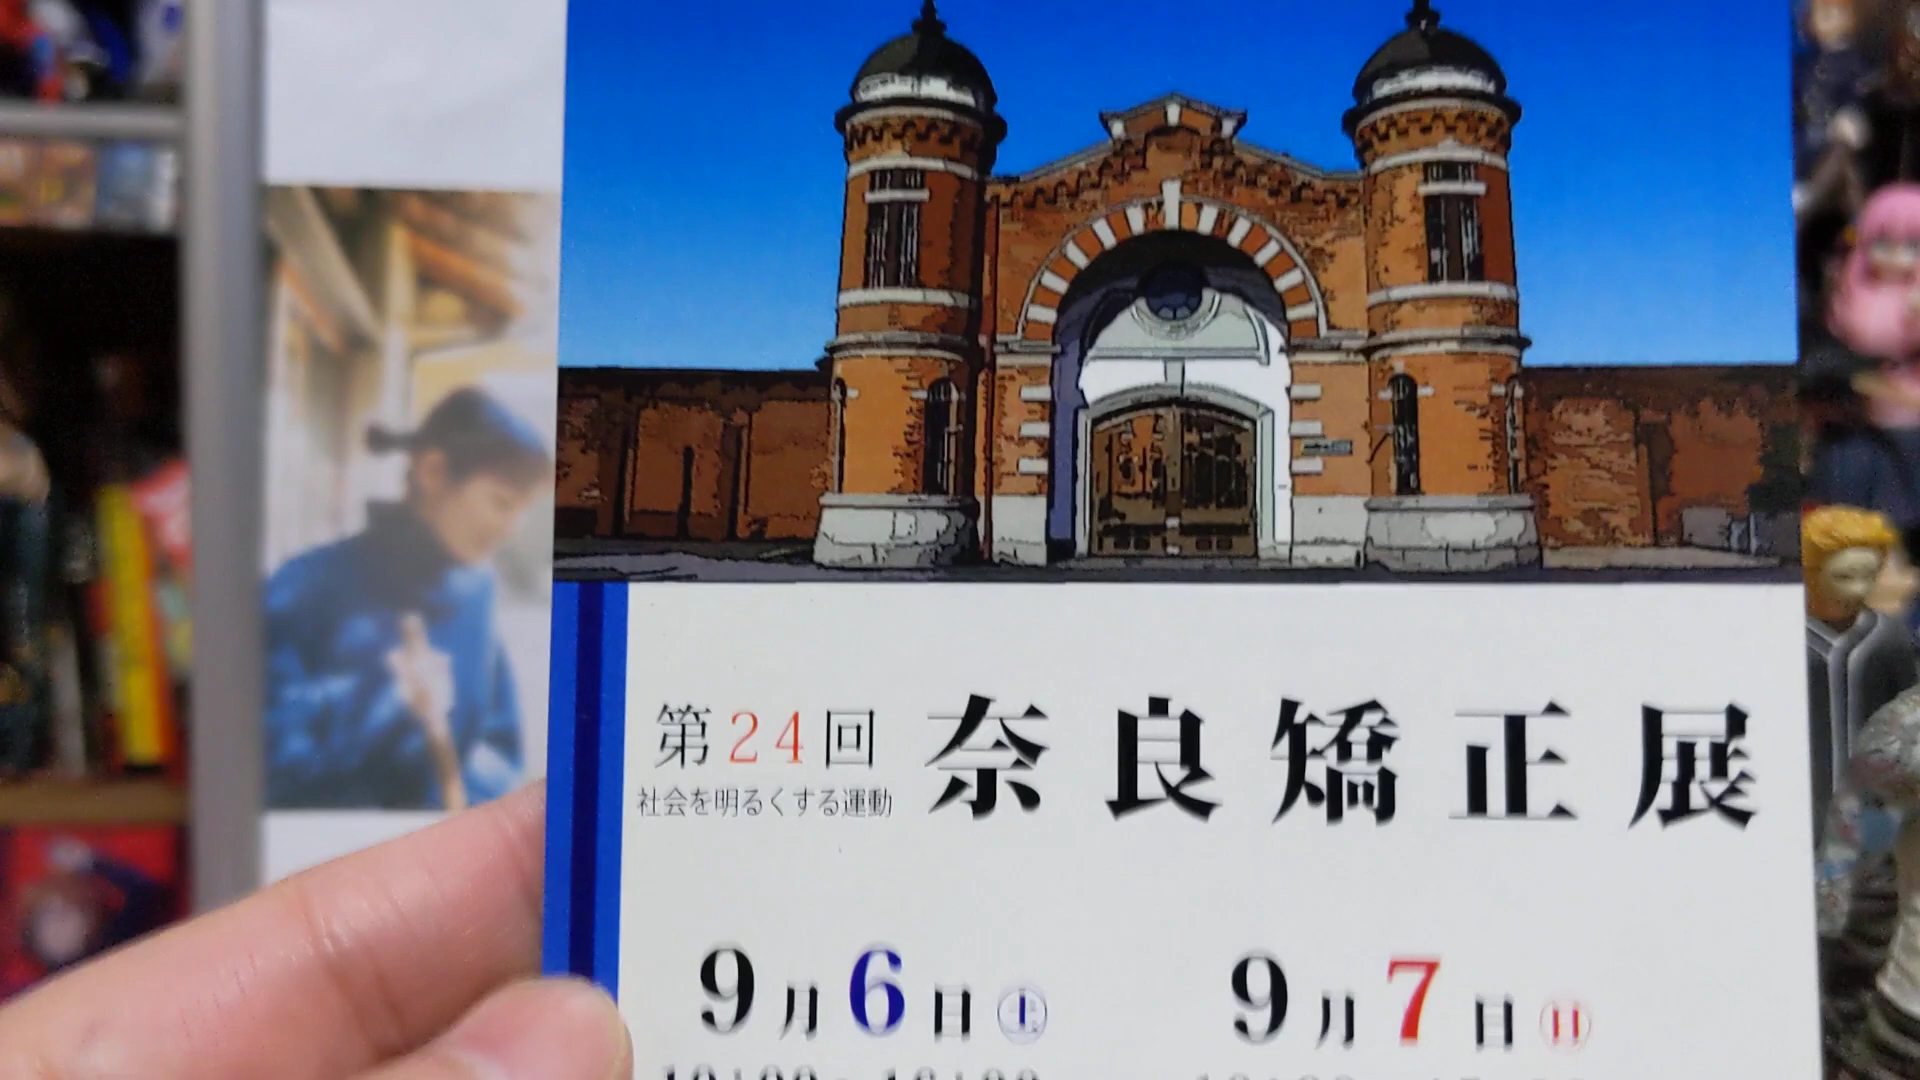 第24回 奈良矯正展
社会を明るくする運動
9月6日㊏ 9月7日㊐